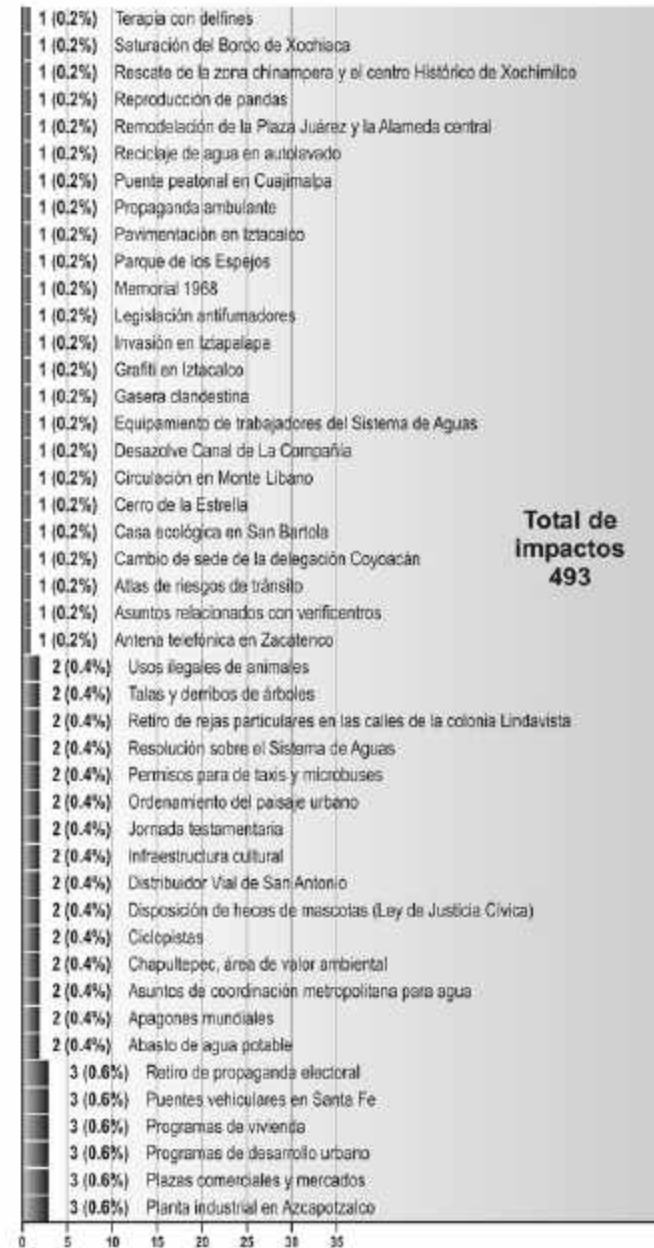 1 (0.2%) Terapia con delfines
1 (0.2%) Saturación del Bordo de Xochiaca
1 (0.2%) Rescate de la zona chinampera y el centro Histórico de Xochimilco
1 (0.2%) Reproducción de pandas
1 (0.2%) Remodelación de la Plaza Juárez y la Alameda central
1 (0.2%) Reciclaje de agua en autolavado
1 (0.2%) Puente peatonal en Cuajimalpa
1 (0.2%) Propaganda ambulante
1 (0.2%) Pavimentación en Iztacalco
1 (0.2%) Parque de los Espejos
1 (0.2%) Memorial 1968
1 (0.2%) Legislación antifumadores
1 (0.2%) Invasión en Iztapalapa
1 (0.2%) Grafiti en Iztacalco
1 (0.2%) Gasera clandestina
1 (0.2%) Equipamiento de trabajadores del Sistema de Aguas
1 (0.2%) Desazolve Canal de La Compañía
1 (0.2%) Circulación en Monte Líbano
1 (0.2%) Cerro de la Estrella
1 (0.2%) Casa ecológica en San Bartola
1 (0.2%) Cambio de sede de la delegación Coyoacán
1 (0.2%) Atlas de riesgos de tránsito
1 (0.2%) Asuntos relacionados con verificentros
1 (0.2%) Antena telefónica en Zacatenco
2 (0.4%) Usos ilegales de animales
2 (0.4%) Talas y derribos de árboles
2 (0.4%) Retiro de rejas particulares en las calles de la colonia Lindavista
2 (0.4%) Resolución sobre el Sistema de Aguas
2 (0.4%) Permisos para de taxis y microbuses
2 (0.4%) Ordenamiento del paisaje urbano
2 (0.4%) Jornada testamentaria
2 (0.4%) Infraestructura cultural
2 (0.4%) Distribuidor Vial de San Antonio
2 (0.4%) Disposición de heces de mascotas (Ley de Justicia Cívica)
2 (0.4%) Ciclopistas
2 (0.4%) Chapultepec, área de valor ambiental
2 (0.4%) Asuntos de coordinación metropolitana para agua
2 (0.4%) Apagones mundiales
2 (0.4%) Abasto de agua potable
3 (0.6%) Retiro de propaganda electoral
3 (0.6%) Puentes vehiculares en Santa Fe
3 (0.6%) Programas de vivienda
3 (0.6%) Programas de desarrollo urbano
3 (0.6%) Plazas comerciales y mercados
3 (0.6%) Planta industrial en Azcapotzalco
0 5 10 15 20 25 30 35
Total de
impactos
493